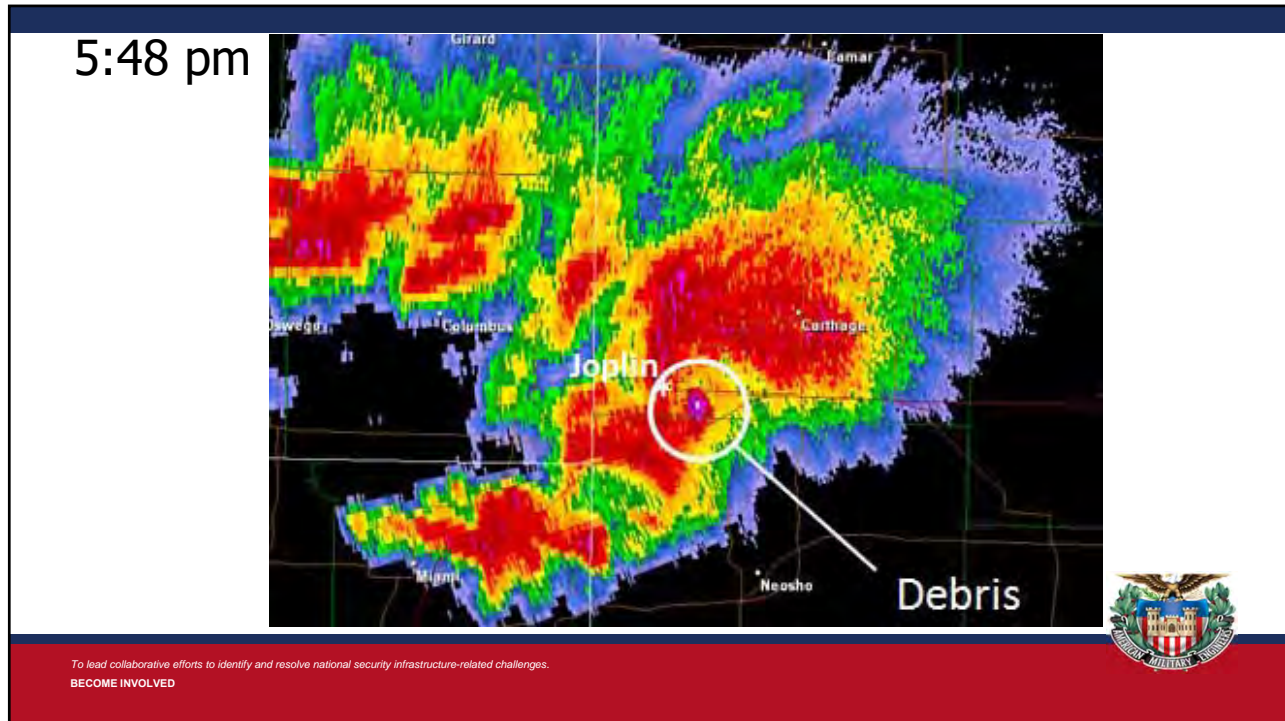 5:48 pm
Girard
Lamar
Oswego
Columbus
Carthage
Joplin
Miami
Neosho
Debris
AMERICAN MILITARY ENGINEERS
To lead collaborative efforts to identify and resolve national security infrastructure-related challenges.
BECOME INVOLVED